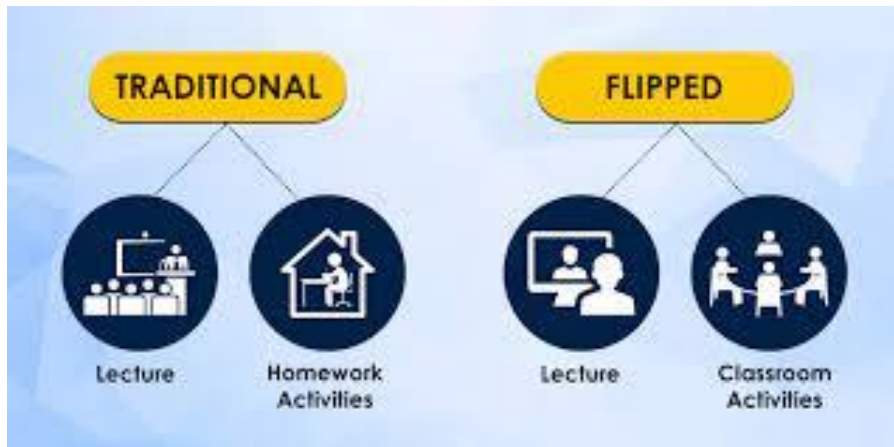 TRADITIONAL
FLIPPED
Lecture
Homework
Activities
Lecture
Classroom
Activities